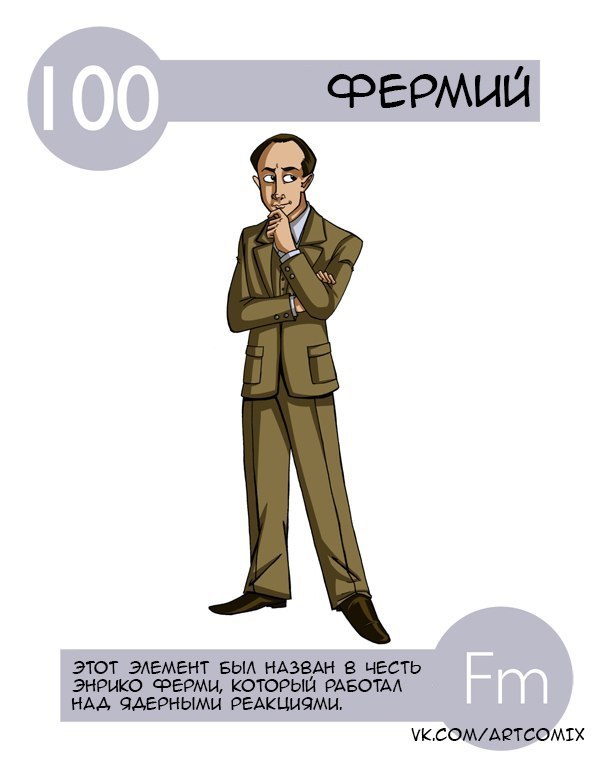 100
ФЕРМИЙ
ЭТОТ ЭЛЕМЕНТ БЫЛ НАЗВАН В ЧЕСТЬ
ЭНРИКО ФЕРМИ, КОТОРЫЙ РАБОТАЛ
НАД ЯДЕРНЫМИ РЕАКЦИЯМИ.
Fm
VK.COM/ARTCOMIX